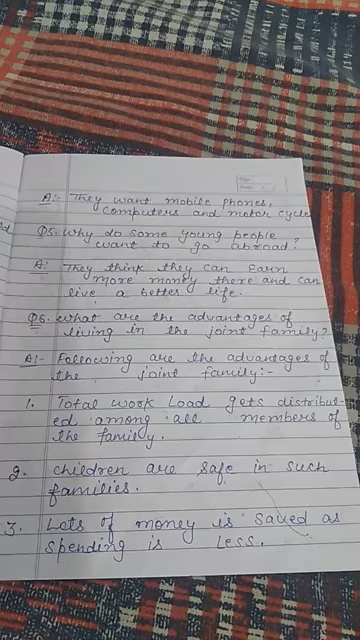 A:- They want mobile phones,
computers and motor cycle
Q5. Why do some young people
want to go abroad?
A:- They think they can earn
more money there and can
live a better life.
Q6. What are the advantages of
living in the joint family?
A:- Following are the advantages of
the joint family:-
1. Total work load gets distribut-
ed among all members of
the family.
2. children are safe in such
families.
3. Lots of money is saved as
spending is less.